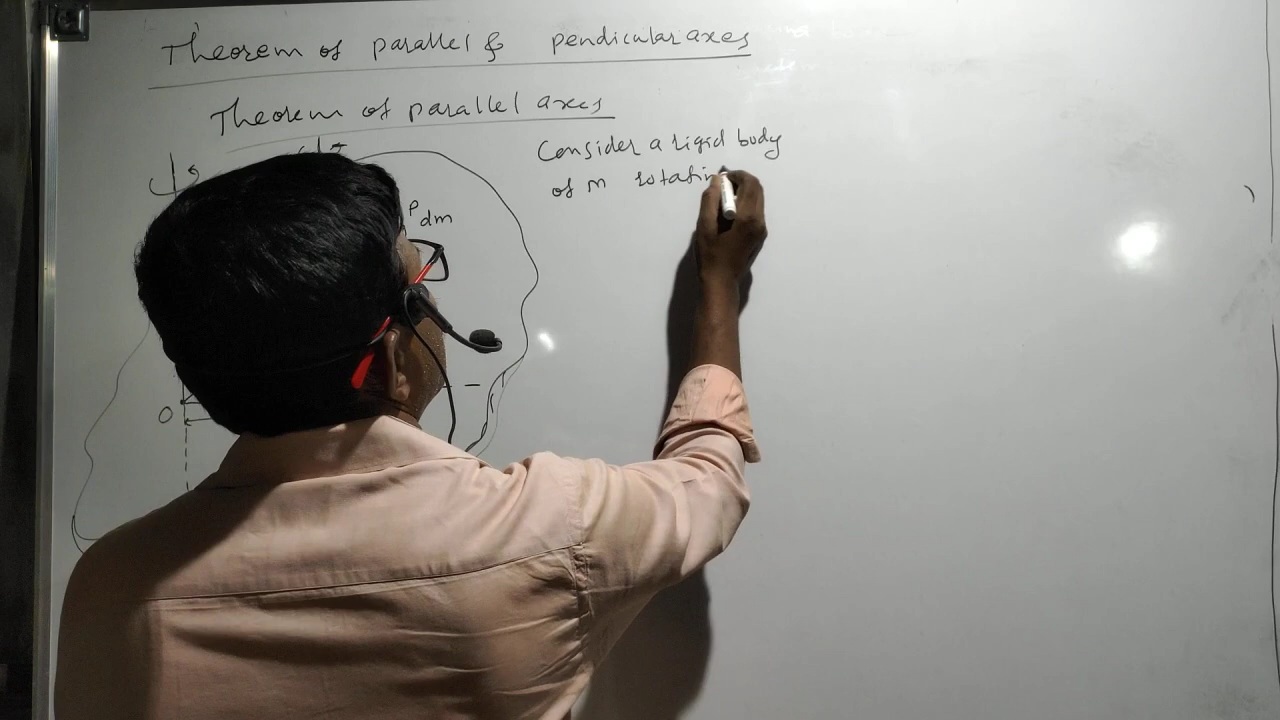 Theorem of parallel & pendicular axes
Theorem of parallel axes
Consider a rigid body
of m rotatin
P
dm
O